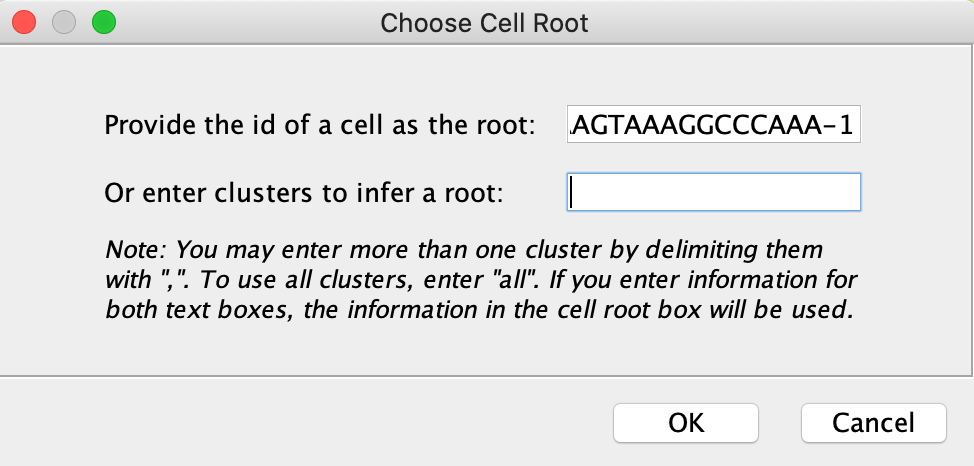 Choose Cell Root
Provide the id of a cell as the root: AGTAAAGGCCCAAA-1
Or enter clusters to infer a root:
Note: You may enter more than one cluster by delimiting them
with ",". To use all clusters, enter "all". If you enter information for
both text boxes, the information in the cell root box will be used.
OK Cancel